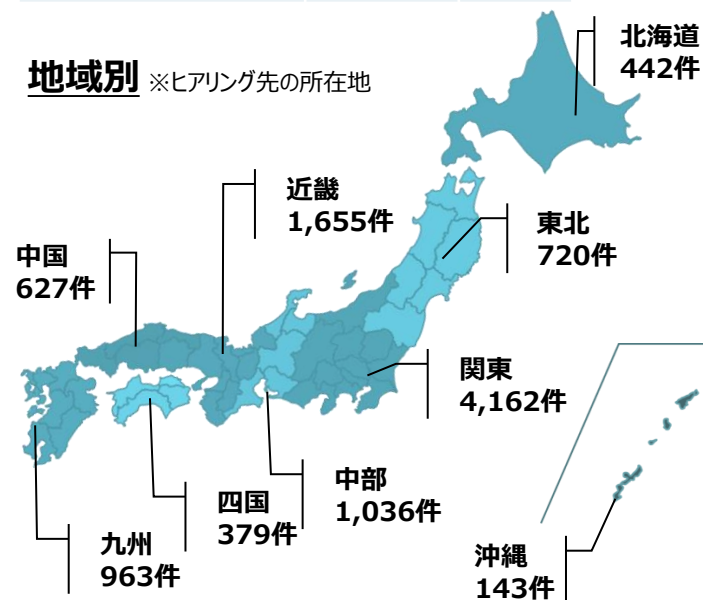 地域別 ※ヒアリング先の所在地
北海道
442件
近畿
1,655件
東北
720件
中国
627件
関東
4,162件
中部
1,036件
四国
379件
九州
963件
沖縄
143件